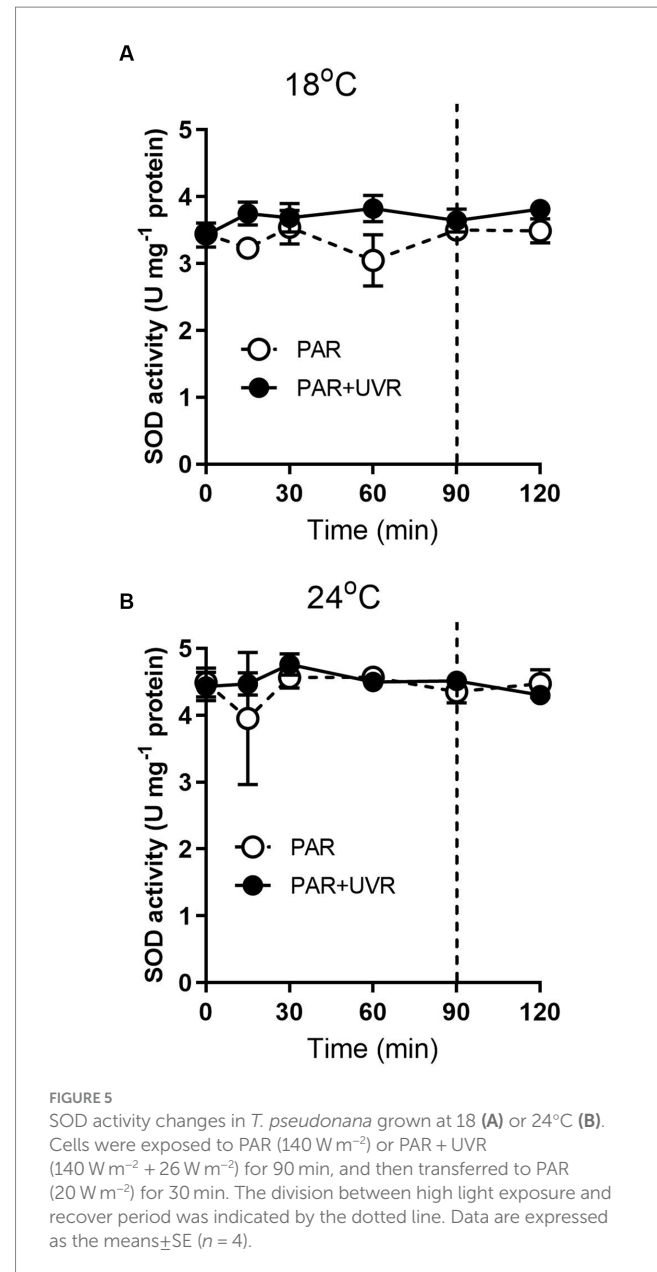 A
18°C
SOD activity (U mg⁻¹ protein)
5
4
3
2
1
0
PAR
PAR+UVR
0 30 60 90 120
Time (min)
B
24°C
SOD activity (U mg⁻¹ protein)
5
4
3
2
1
0
PAR
PAR+UVR
0 30 60 90 120
Time (min)
FIGURE 5
SOD activity changes in T. pseudonana grown at 18 (A) or 24°C (B).
Cells were exposed to PAR (140 W m⁻²) or PAR + UVR
(140 W m⁻² + 26 W m⁻²) for 90 min, and then transferred to PAR
(20 W m⁻²) for 30 min. The division between high light exposure and
recover period was indicated by the dotted line. Data are expressed
as the means±SE (n = 4).